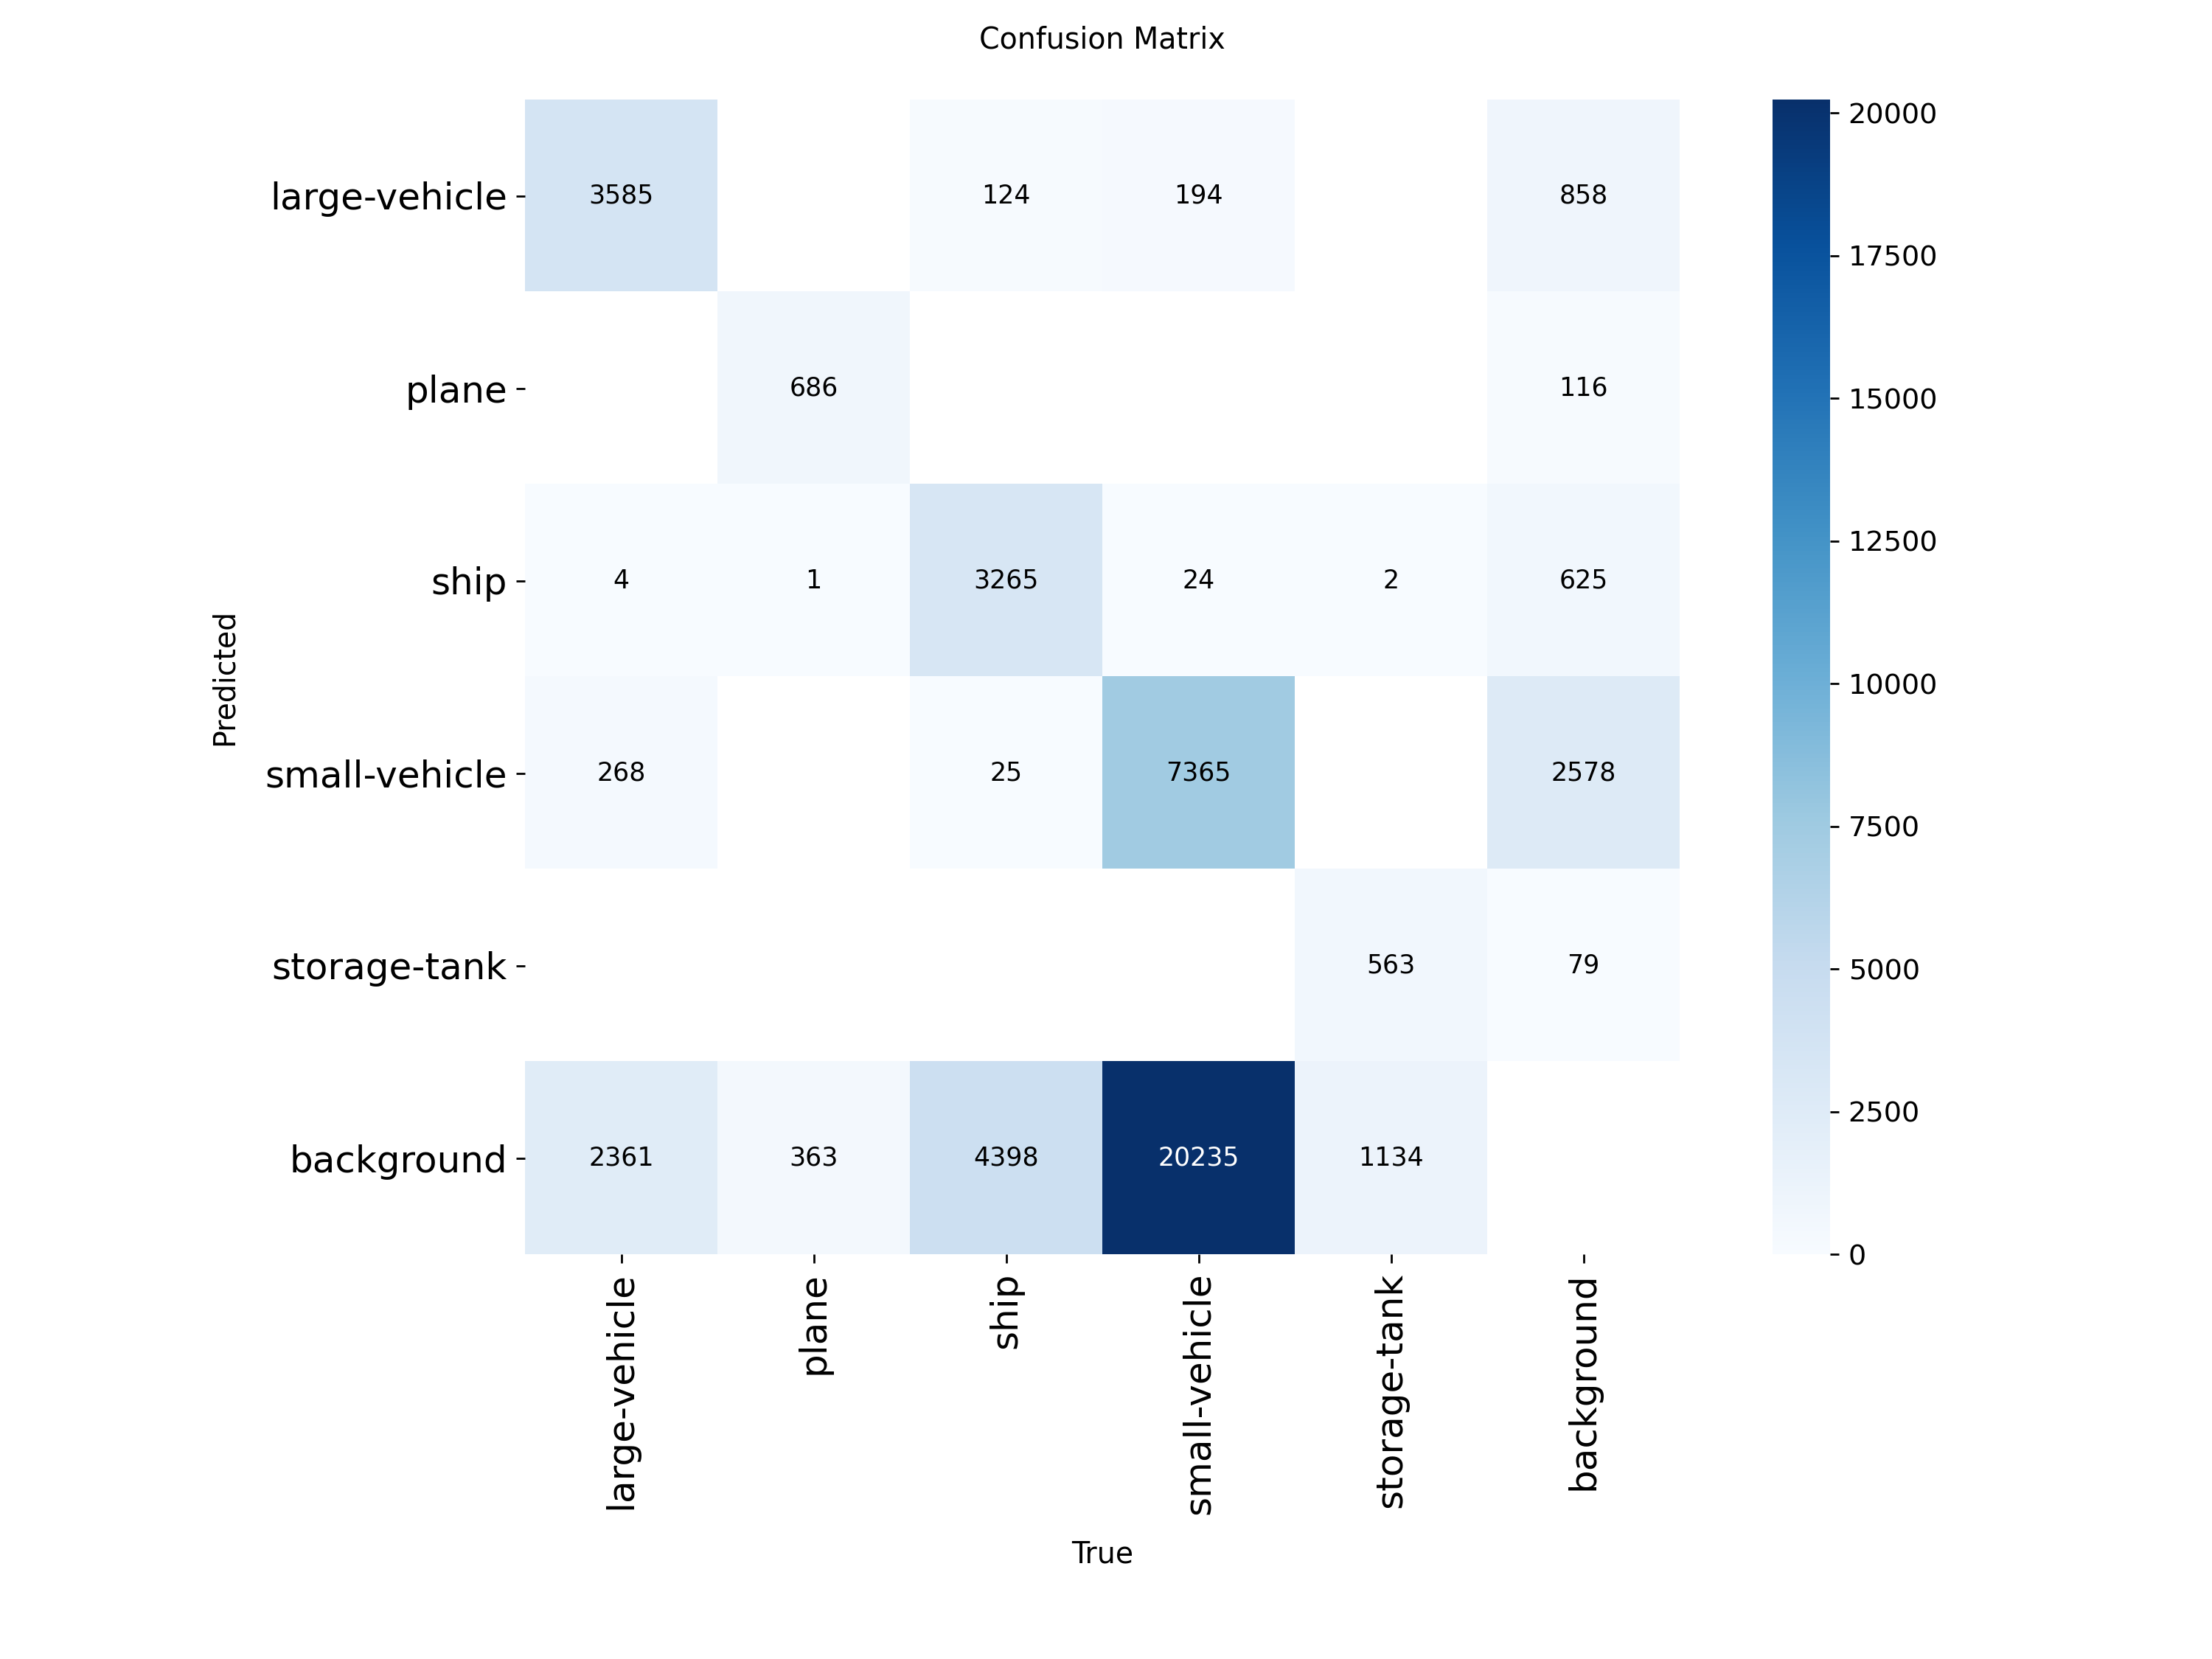 Confusion Matrix
large-vehicle 3585 124 194 858
plane 686 116
ship 4 1 3265 24 2 625
small-vehicle 268 25 7365 2578
storage-tank 563 79
background 2361 363 4398 20235 1134
Predicted
large-vehicle plane ship small-vehicle storage-tank background
True
20000
17500
15000
12500
10000
7500
5000
2500
0